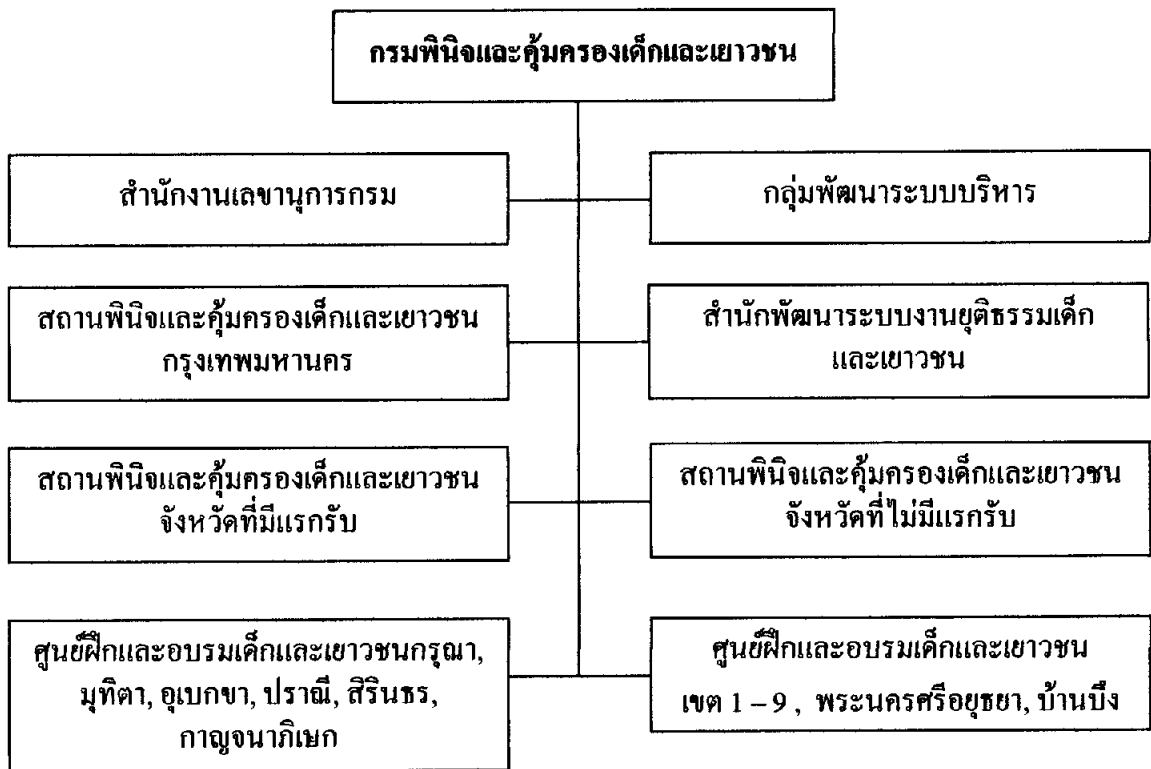 กรมพินิจและคุ้มครองเด็กและเยาวชน
สำนักงานเลขานุการกรม
กลุ่มพัฒนาระบบบริหาร
สถานพินิจและคุ้มครองเด็กและเยาวชน
กรุงเทพมหานคร
สำนักพัฒนาระบบงานยุติธรรมเด็ก
และเยาวชน
สถานพินิจและคุ้มครองเด็กและเยาวชน
จังหวัดที่มีแรกรับ
สถานพินิจและคุ้มครองเด็กและเยาวชน
จังหวัดที่ไม่มีแรกรับ
ศูนย์ฝึกและอบรมเด็กและเยาวชนกรุณา,
มุทิตา, อุเบกขา, ปราณี, สิรินธร,
กาญจนาภิเษก
ศูนย์ฝึกและอบรมเด็กและเยาวชน
เขต 1 – 9 , พระนครศรีอยุธยา, บ้านบึง